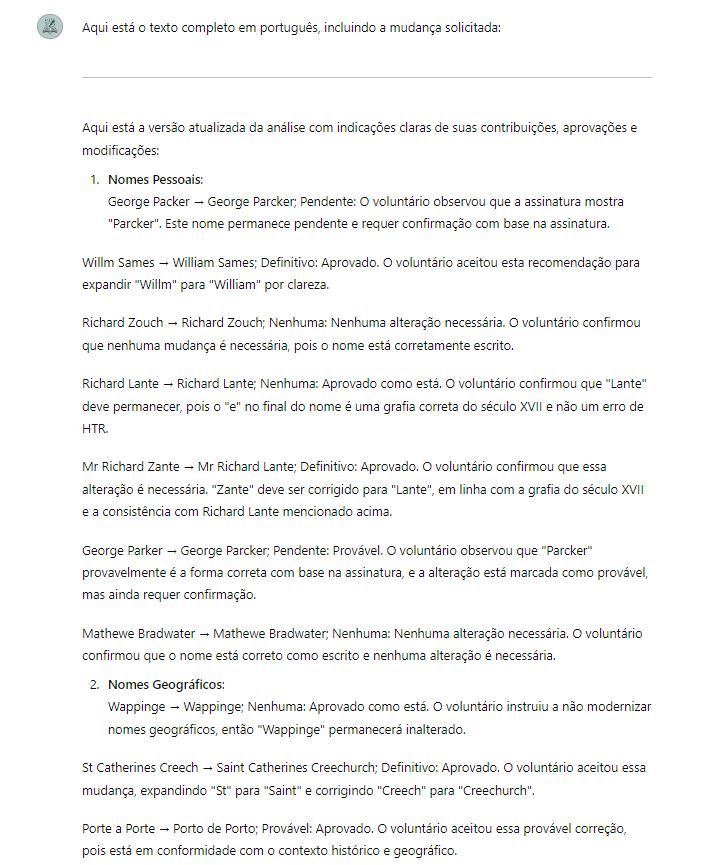 Aqui está o texto completo em português, incluindo a mudança solicitada:
Aqui está a versão atualizada da análise com indicações claras de suas contribuições, aprovações e
modificações:
1. Nomes Pessoais:
George Packer → George Parcker; Pendente: O voluntário observou que a assinatura mostra
"Parcker". Este nome permanece pendente e requer confirmação com base na assinatura.
Willm Sames → William Sames; Definitivo: Aprovado. O voluntário aceitou esta recomendação para
expandir "Willm" para "William" por clareza.
Richard Zouch → Richard Zouch; Nenhuma: Nenhuma alteração necessária. O voluntário confirmou
que nenhuma mudança é necessária, pois o nome está corretamente escrito.
Richard Lante → Richard Lante; Nenhuma: Aprovado como está. O voluntário confirmou que "Lante"
deve permanecer, pois o "e" no final do nome é uma grafia correta do século XVII e não um erro de
HTR.
Mr Richard Zante → Mr Richard Lante; Definitivo: Aprovado. O voluntário confirmou que essa
alteração é necessária. "Zante" deve ser corrigido para "Lante", em linha com a grafia do século XVII
e a consistência com Richard Lante mencionado acima.
George Parker → George Parcker; Pendente: Provável. O voluntário observou que "Parcker"
provavelmente é a forma correta com base na assinatura, e a alteração está marcada como provável,
mas ainda requer confirmação.
Mathewe Bradwater → Mathewe Bradwater; Nenhuma: Nenhuma alteração necessária. O voluntário
confirmou que o nome está correto como escrito e nenhuma alteração é necessária.
2. Nomes Geográficos:
Wappinge → Wappinge; Nenhuma: Aprovado como está. O voluntário instruiu a não modernizar
nomes geográficos, então "Wappinge" permanecerá inalterado.
St Catherines Creech → Saint Catherines Creechurch; Definitivo: Aprovado. O voluntário aceitou essa
mudança, expandindo "St" para "Saint" e corrigindo "Creech" para "Creechurch".
Porte a Porte → Porto de Porto; Provável: Aprovado. O voluntário aceitou essa provável correção,
pois está em conformidade com o contexto histórico e geográfico.